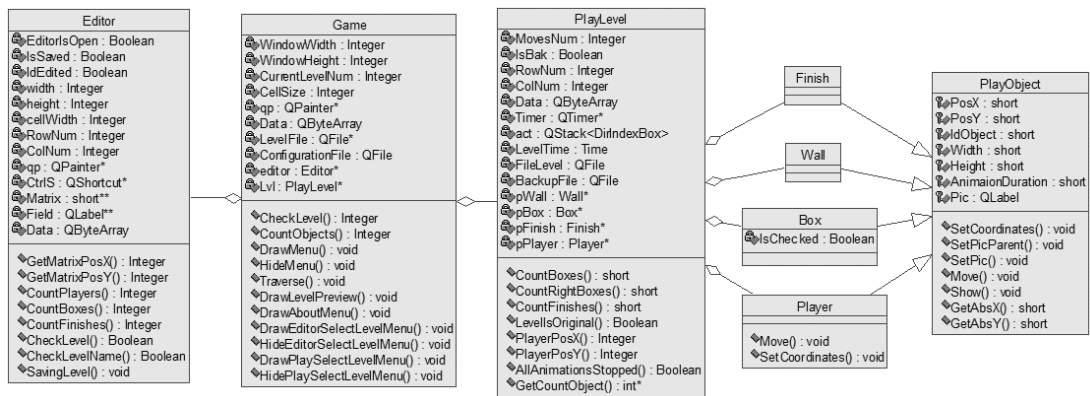 Editor
EditorIsOpen : Boolean
IsSaved : Boolean
IdEdited : Boolean
width : Integer
height : Integer
cellWidth : Integer
RowNum : Integer
ColNum : Integer
qp : QPainter*
CtrlS : QShortcut*
Matrix : short**
Field : QLabel**
Data : QByteArray
GetMatrixPosX() : Integer
GetMatrixPosY() : Integer
CountPlayers() : Integer
CountBoxes() : Integer
CountFinishes() : Integer
CheckLevel() : Boolean
CheckLevelName() : Boolean
SavingLevel() : void
Game
WindowWidth : Integer
WindowHeight : Integer
CurrentLevelNum : Integer
CellSize : Integer
qp : QPainter*
Data : QByteArray
LevelFile : QFile*
ConfigurationFile : QFile
editor : Editor*
Lvl : PlayLevel*
CheckLevel() : Integer
CountObjects() : Integer
DrawMenu() : void
HideMenu() : void
Traverse() : void
DrawLevelPreview() : void
DrawAboutMenu() : void
DrawEditorSelectLevelMenu() : void
HideEditorSelectLevelMenu() : void
DrawPlaySelectLevelMenu() : void
HidePlaySelectLevelMenu() : void
PlayLevel
MovesNum : Integer
IsBak : Boolean
RowNum : Integer
ColNum : Integer
Data : QByteArray
Timer : QTimer*
act : QStack<DirIndexBox>
LevelTime : Time
FileLevel : QFile
BackupFile : QFile
pWall : Wall*
pBox : Box*
pFinish : Finish*
pPlayer : Player*
CountBoxes() : short
CountRightBoxes() : short
CountFinishes() : short
LevelIsOriginal() : Boolean
PlayerPosX() : Integer
PlayerPosY() : Integer
AllAnimationsStopped() : Boolean
GetCountObject() : int*
Finish
Wall
Box
IsChecked : Boolean
Player
Move() : void
SetCoordinates() : void
PlayObject
PosX : short
PosY : short
IdObject : short
Width : short
Height : short
AnimaionDuration : short
Pic : QLabel
SetCoordinates() : void
SetPicParent() : void
SetPic() : void
Move() : void
Show() : void
GetAbsX() : short
GetAbsY() : short